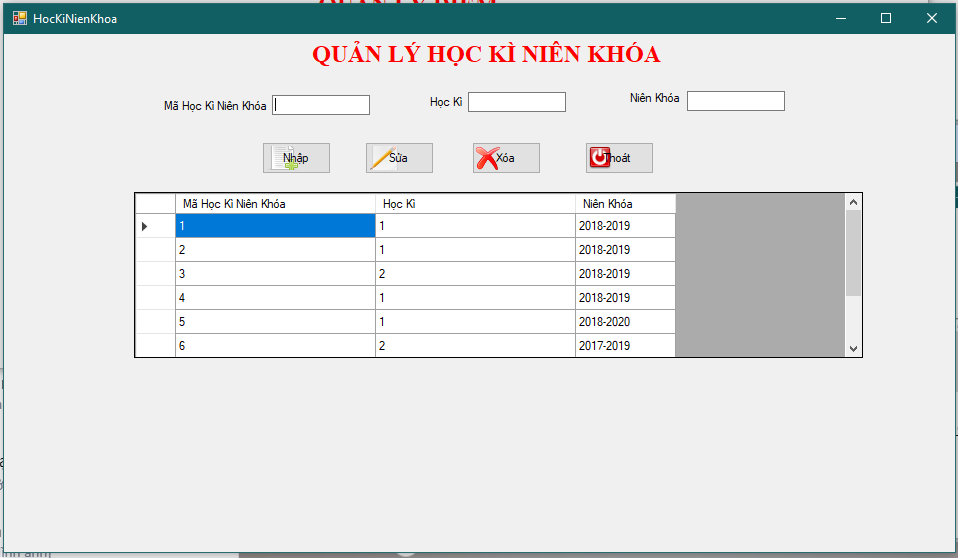 HocKiNienKhoa
QUẢN LÝ HỌC KÌ NIÊN KHÓA
Mã Học Kì Niên Khóa Học Kì Niên Khóa
Nhập Sửa Xóa Thoát
Mã Học Kì Niên Khóa Học Kì Niên Khóa
1 1 2018-2019
2 1 2018-2019
3 2 2018-2019
4 1 2018-2019
5 1 2018-2020
6 2 2017-2019